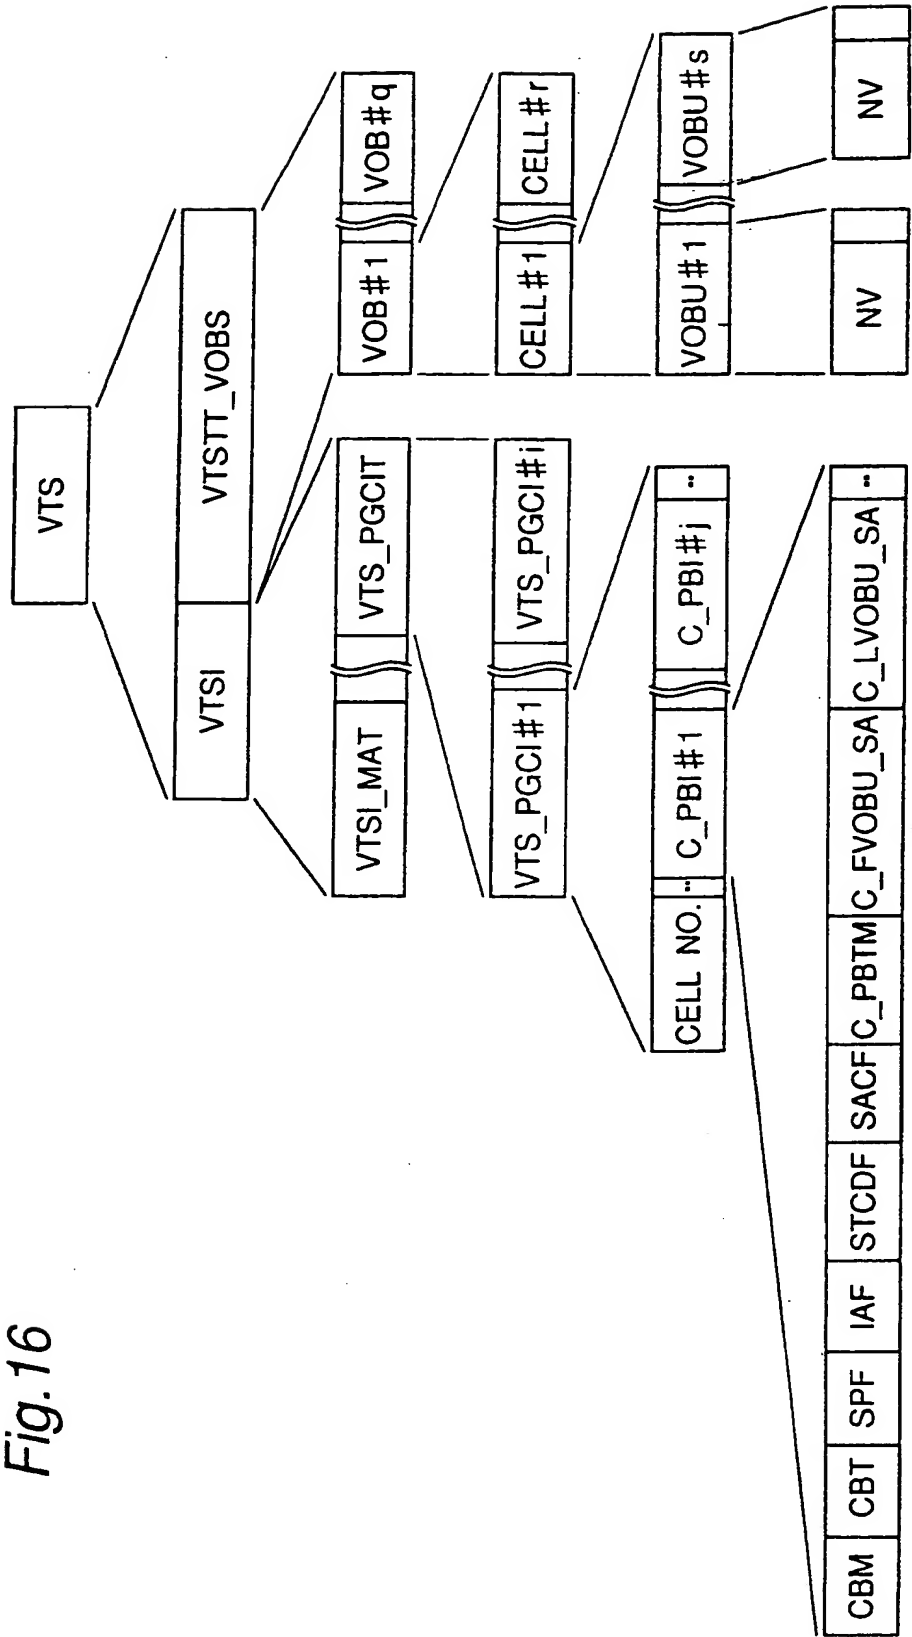 Fig.16
VTS
VTSI VTSTT_VOBS
VTSI_MAT VTS_PGCIT VOB#1 VOB#q
VTS_PGCI#1 VTS_PGCI#i CELL#1 CELL#r
CELL NO. .. C_PBI#1 C_PBI#j .. VOBU#1 VOBU#s
CBM CBT SPF IAF STCDF SACF C_PBTM C_FVOBU_SA C_LVOBU_SA .. NV NV